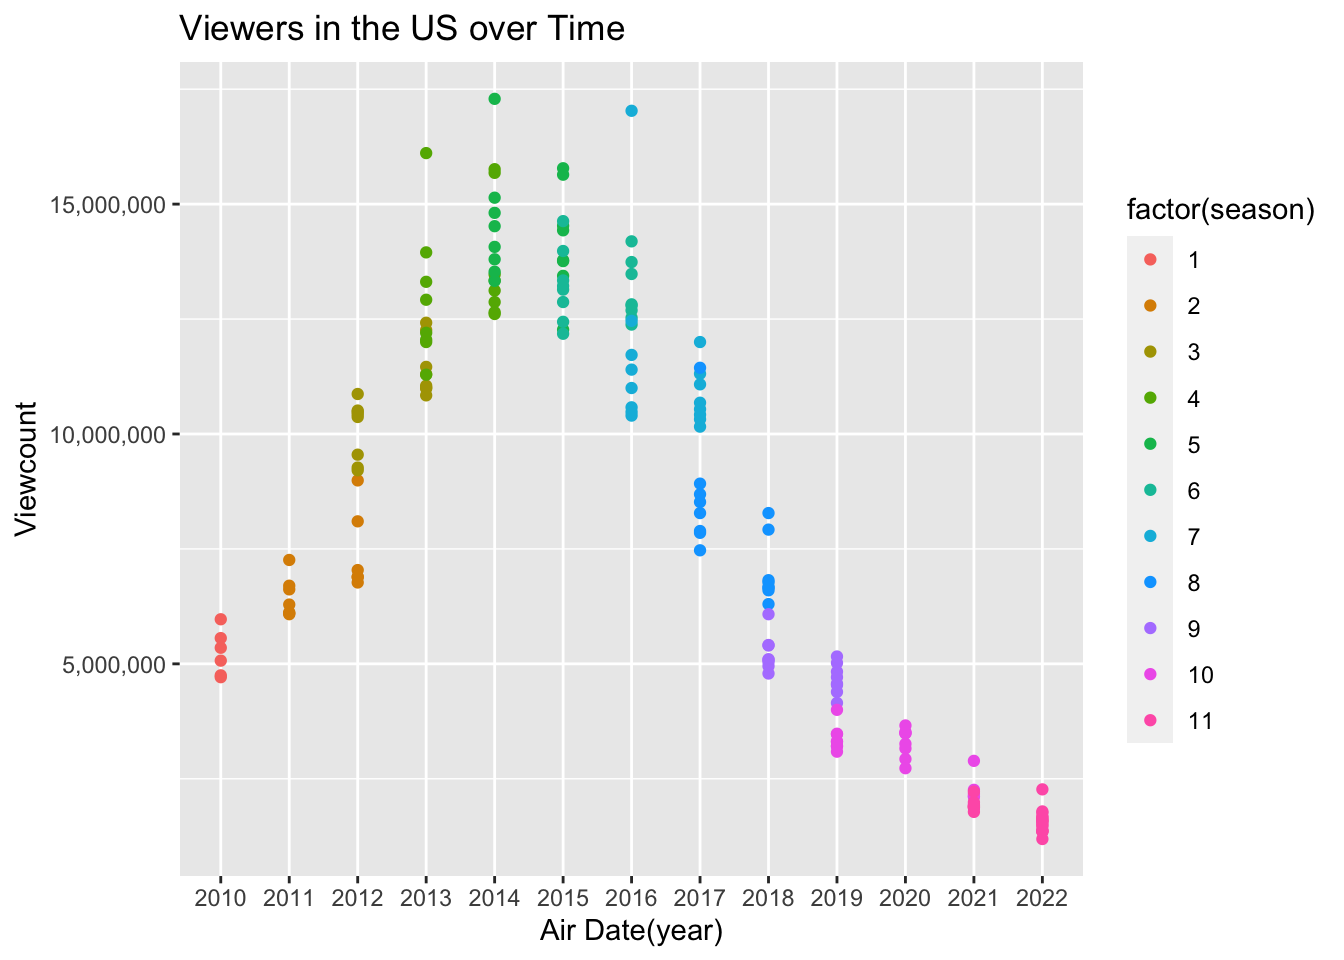 Viewers in the US over Time
Viewcount
15,000,000
10,000,000
5,000,000
2010 2011 2012 2013 2014 2015 2016 2017 2018 2019 2020 2021 2022
Air Date(year)
factor(season)
1
2
3
4
5
6
7
8
9
10
11